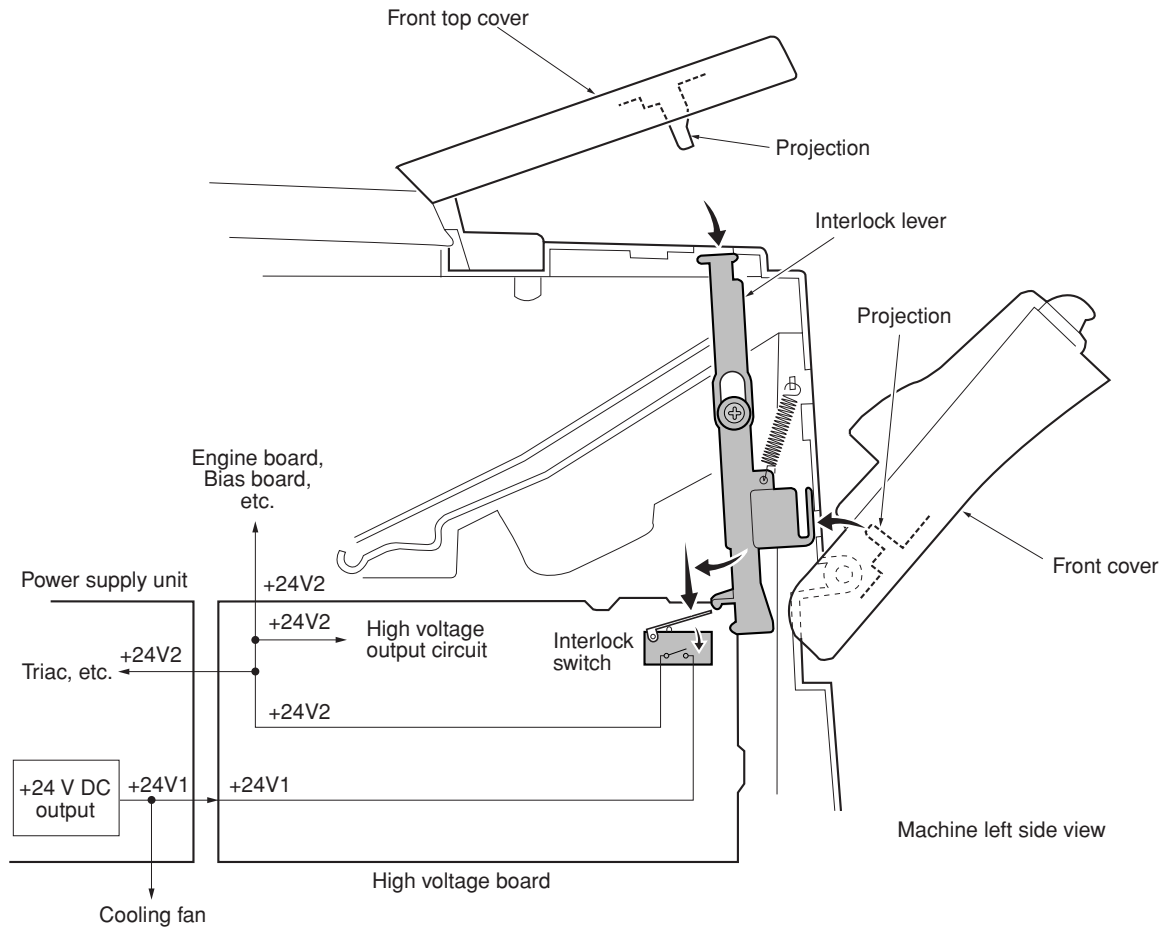 Front top cover
Projection
Interlock lever
Projection
Engine board,
Bias board,
etc.
Front cover
Power supply unit
+24V2
+24V2
High voltage
output circuit
Interlock
switch
+24V2
Triac, etc.
+24V2
+24 V DC
output
+24V1
+24V1
Machine left side view
High voltage board
Cooling fan